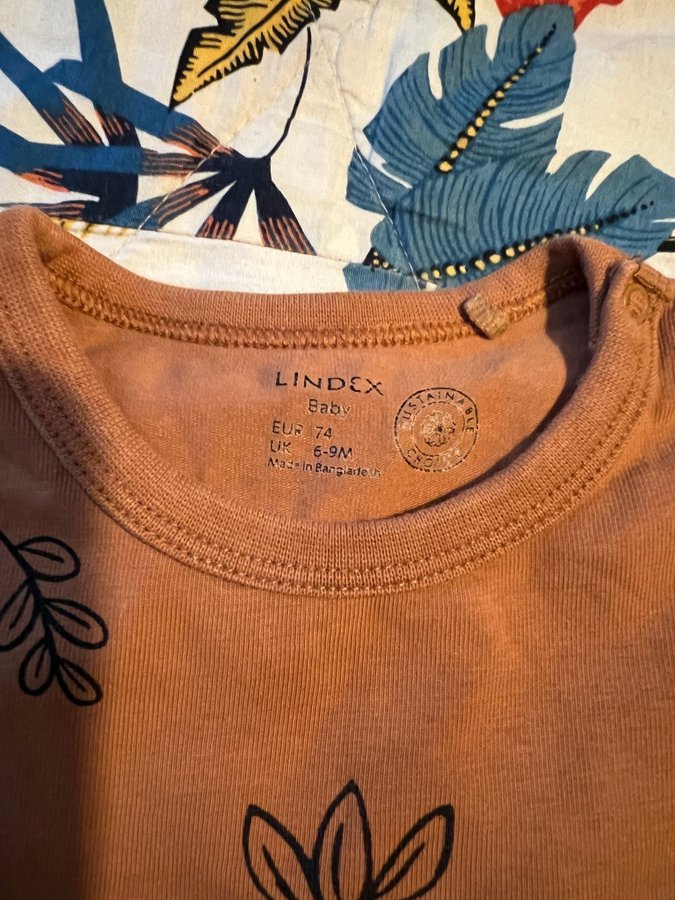 LINDEX
Baby
EUR 74
UK 6-9M
Made in Bangladesh
SUSTAINABLE
CHOICE